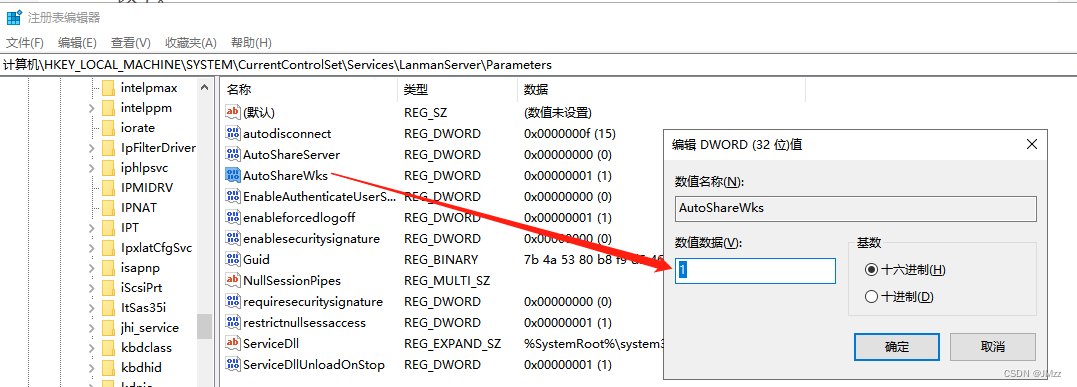 注册表编辑器
文件(F) 编辑(E) 查看(V) 收藏夹(A) 帮助(H)
计算机\HKEY_LOCAL_MACHINE\SYSTEM\CurrentControlSet\Services\LanmanServer\Parameters
intelpmax
intelppm
iorate
IpFilterDriver
iphlpsvc
IPMIDRV
IPNAT
IPT
IpxlatCfgSvc
isapnp
iScsiPrt
ItSas35i
jhi_service
kbdclass
kbdhid
名称 类型 数据
(默认) REG_SZ (数值未设置)
autodisconnect REG_DWORD 0x0000000f (15)
AutoShareServer REG_DWORD 0x00000000 (0)
AutoShareWks REG_DWORD 0x00000001 (1)
EnableAuthenticateUserS... REG_DWORD 0x00000000 (0)
enableforcedlogoff REG_DWORD 0x00000001 (1)
enablesecuritysignature REG_DWORD 0x00000000 (0)
Guid REG_BINARY 7b 4a 53 80 b8 f9
NullSessionPipes REG_MULTI_SZ
requiresecuritysignature REG_DWORD 0x00000000 (0)
restrictnullsessaccess REG_DWORD 0x00000001 (1)
ServiceDll REG_EXPAND_SZ %SystemRoot%\system3
ServiceDllUnloadOnStop REG_DWORD 0x00000001 (1)
编辑 DWORD (32 位)值
数值名称(N):
AutoShareWks
数值数据(V):
1
基数
十六进制(H)
十进制(D)
确定 取消
CSDN @JMzz